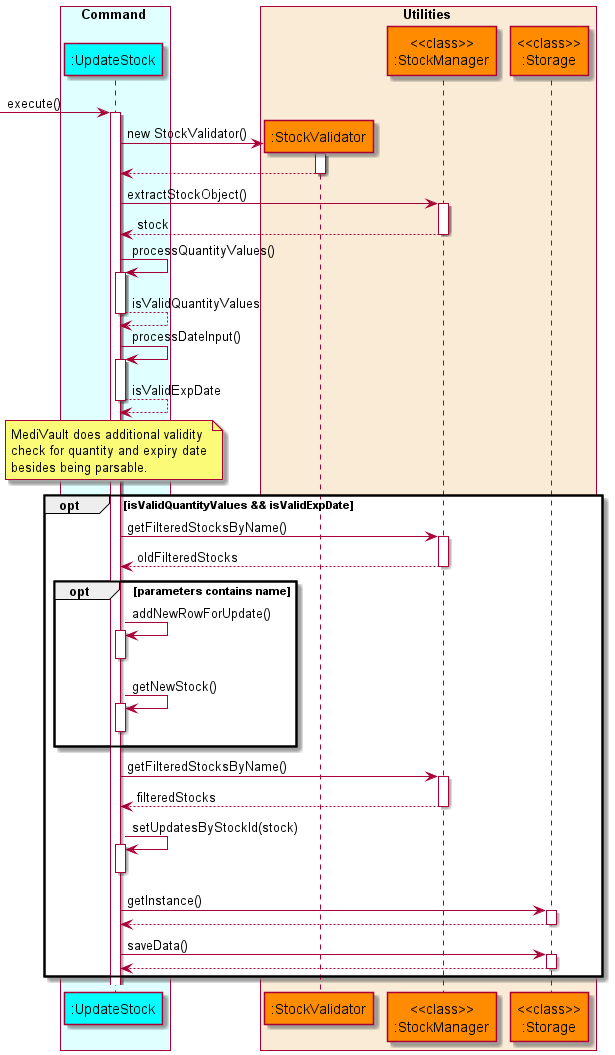 Command
Utilities
:UpdateStock
<<class>>
:StockManager
<<class>>
:Storage
execute()
new StockValidator()
:StockValidator
extractStockObject()
stock
processQuantityValues()
isValidQuantityValues
processDateInput()
isValidExpDate
MediVault does additional validity
check for quantity and expiry date
besides being parsable.
opt
[isValidQuantityValues && isValidExpDate]
getFilteredStocksByName()
oldFilteredStocks
opt
[parameters contains name]
addNewRowForUpdate()
getNewStock()
getFilteredStocksByName()
filteredStocks
setUpdatesByStockId(stock)
getInstance()
saveData()
:UpdateStock
:StockValidator
<<class>>
:StockManager
<<class>>
:Storage